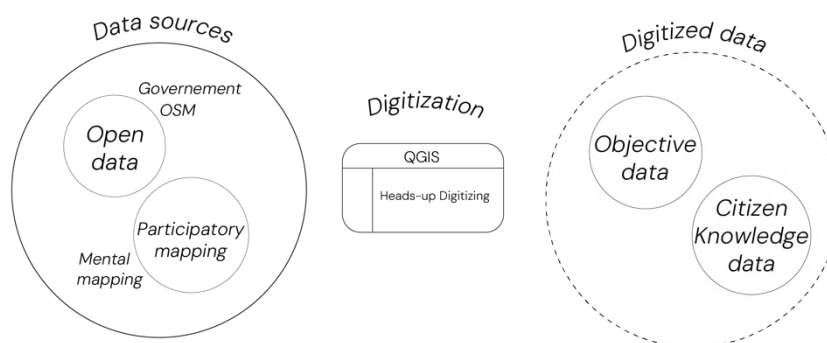 Data sources
Governement
OSM
Open
data
Participatory
mapping
Mental
mapping
Digitization
QGIS
Heads-up Digitizing
Digitized data
Objective
data
Citizen
Knowledge
data